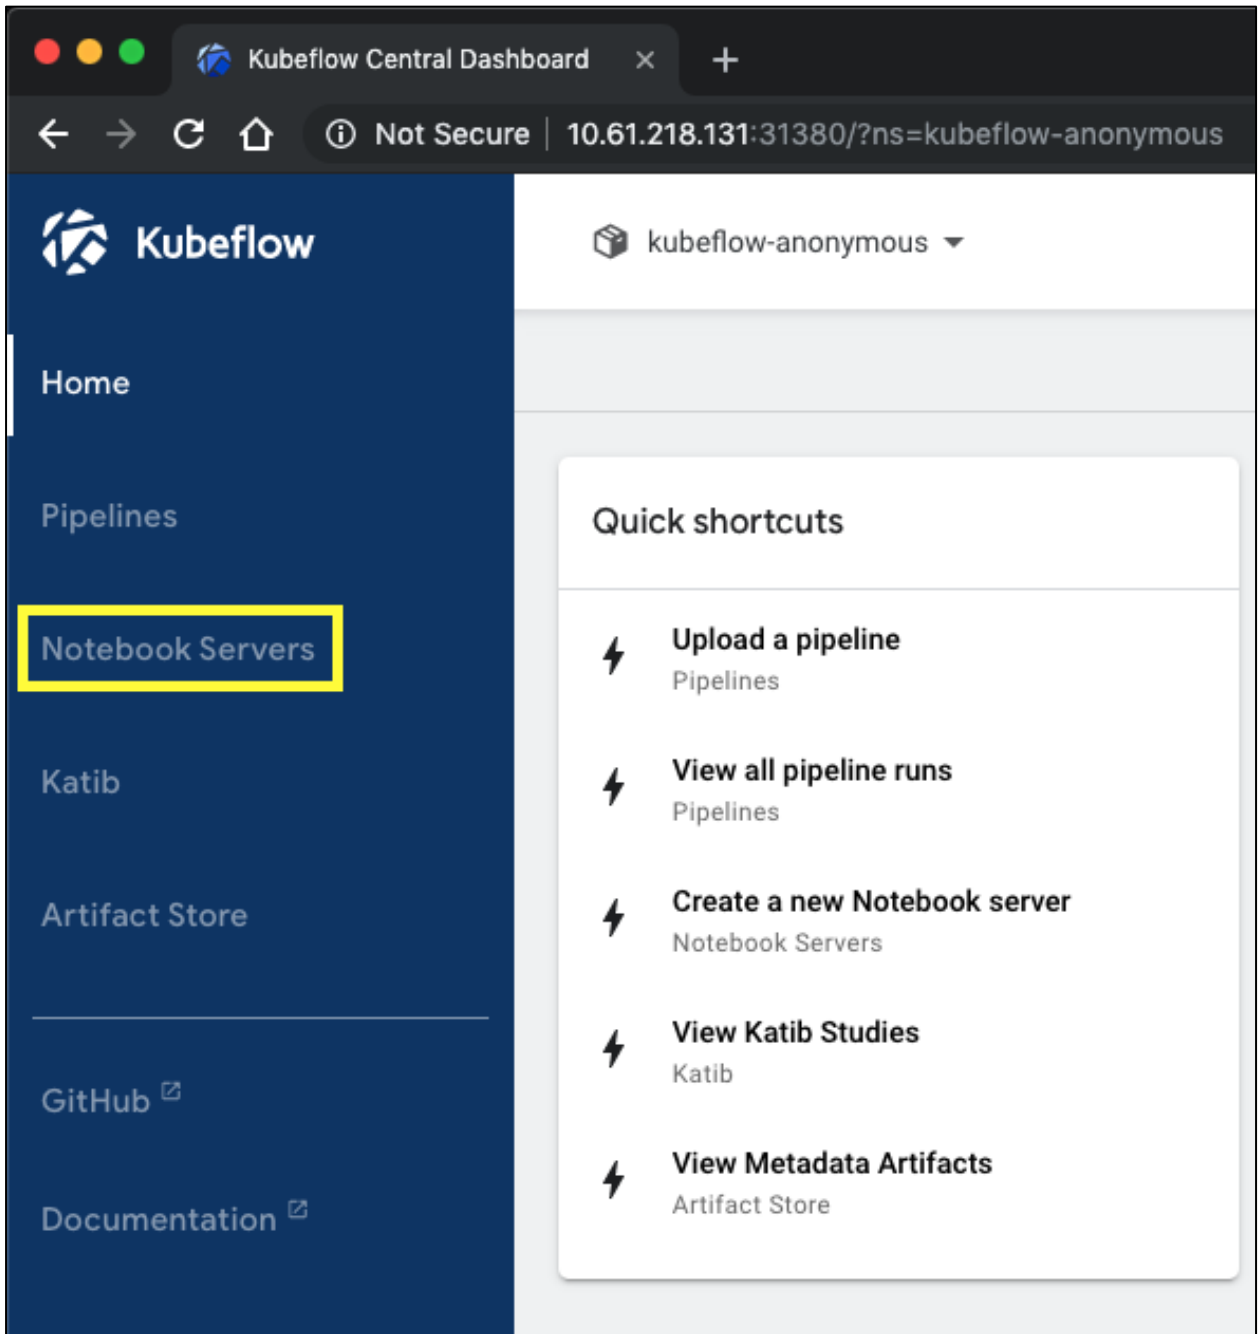 Kubeflow Central Dashboard
Not Secure | 10.61.218.131:31380/?ns=kubeflow-anonymous
Kubeflow
kubeflow-anonymous
Home
Pipelines
Notebook Servers
Katib
Artifact Store
GitHub
Documentation
Quick shortcuts
Upload a pipeline
Pipelines
View all pipeline runs
Pipelines
Create a new Notebook server
Notebook Servers
View Katib Studies
Katib
View Metadata Artifacts
Artifact Store